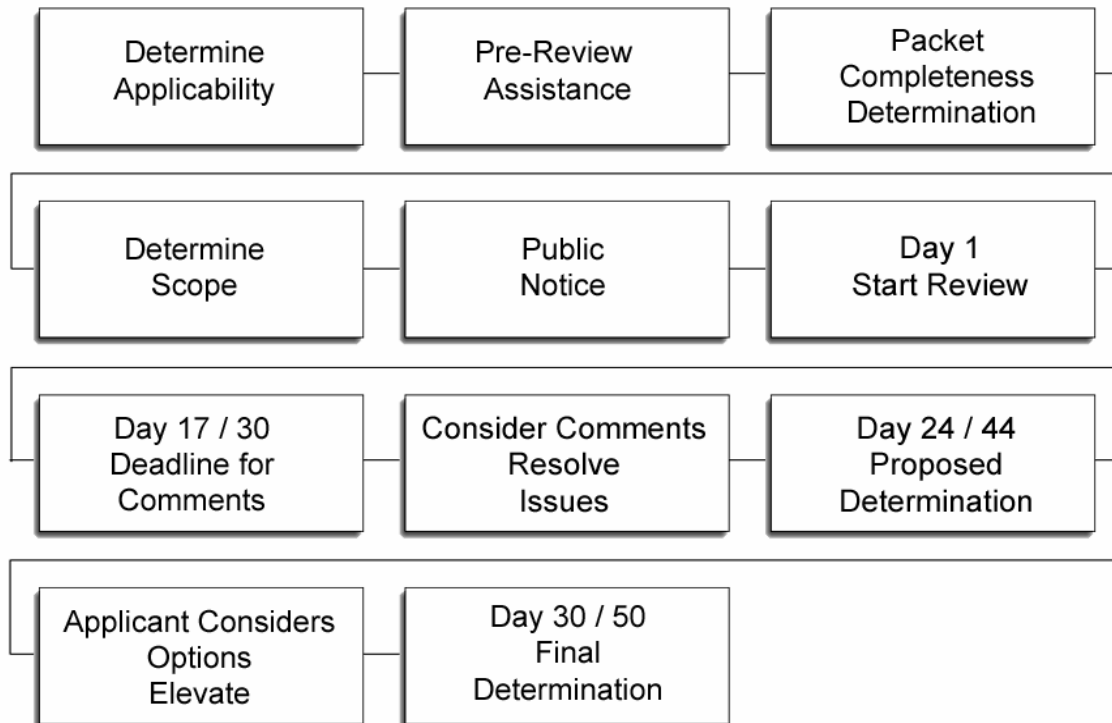 Determine
Applicability
Pre-Review
Assistance
Packet
Completeness
Determination
Determine
Scope
Public
Notice
Day 1
Start Review
Day 17 / 30
Deadline for
Comments
Consider Comments
Resolve
Issues
Day 24 / 44
Proposed
Determination
Applicant Considers
Options
Elevate
Day 30 / 50
Final
Determination